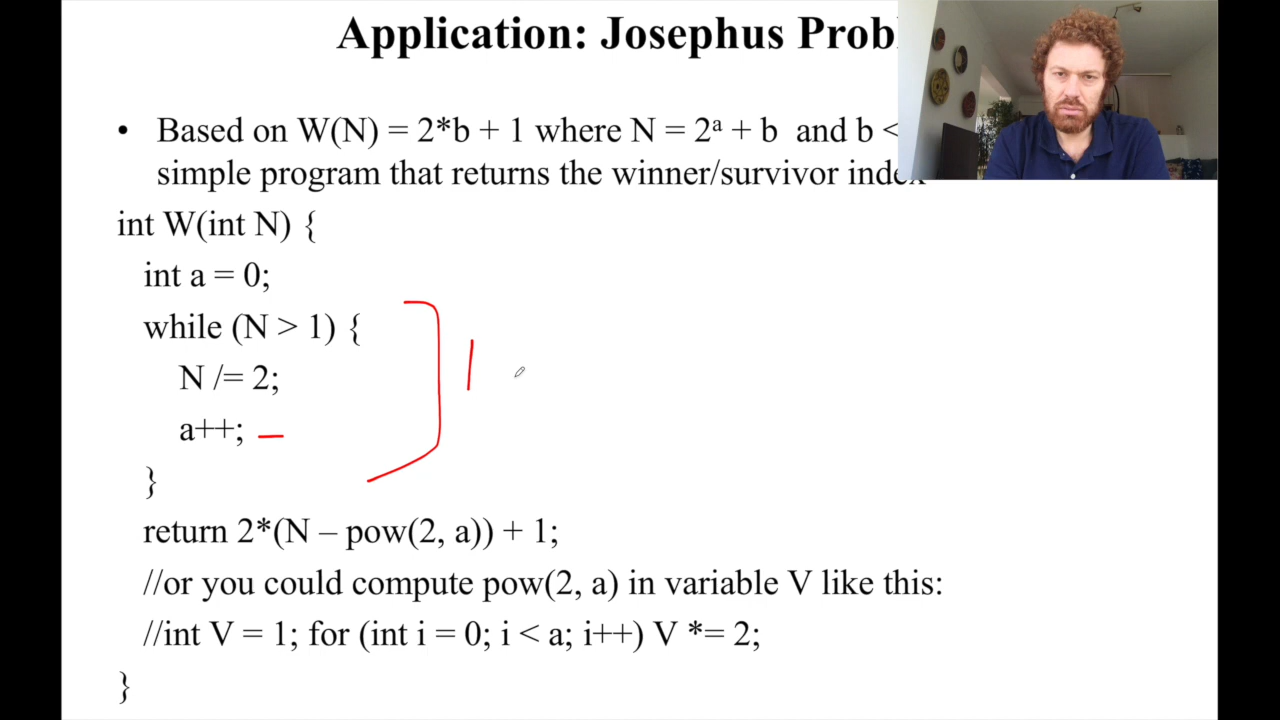 Application: Josephus Prob
• Based on W(N) = 2*b + 1 where N = 2ᵃ + b and b <
simple program that returns the winner/survivor index
int W(int N) {
int a = 0;
while (N > 1) {
N /= 2;
a++;
}
return 2*(N – pow(2, a)) + 1;
//or you could compute pow(2, a) in variable V like this:
//int V = 1; for (int i = 0; i < a; i++) V *= 2;
}